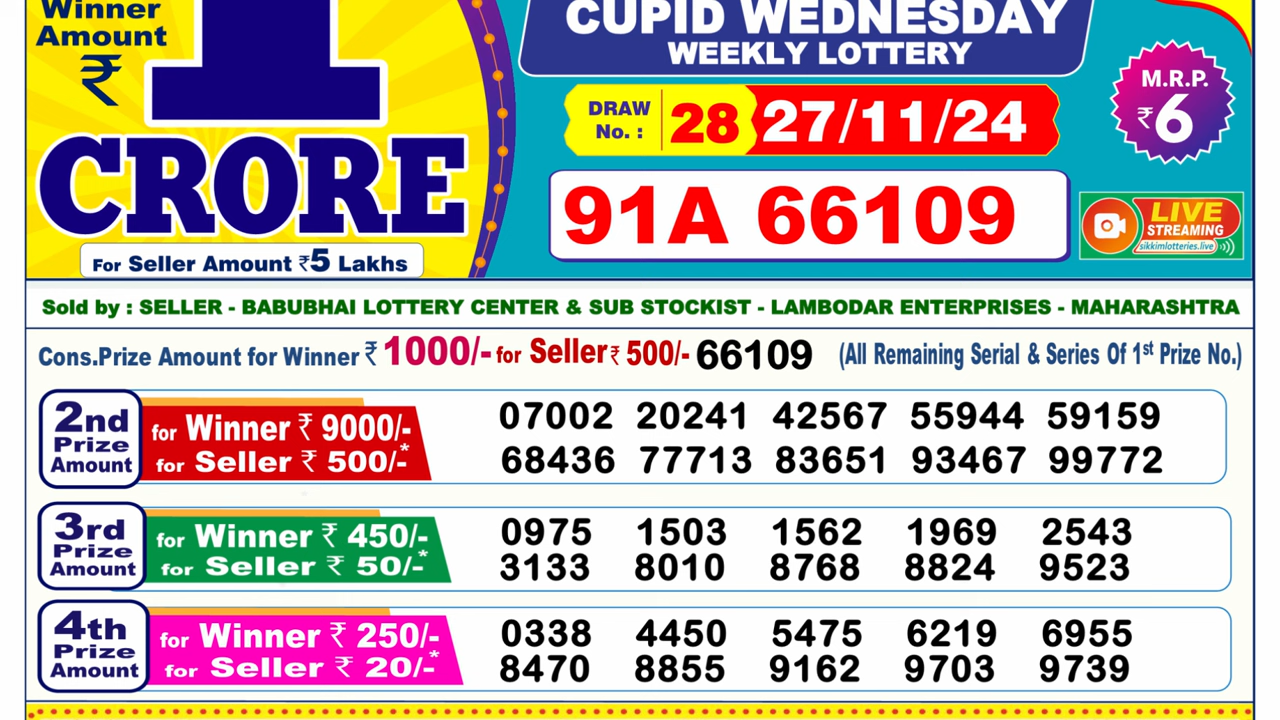 Winner
Amount
₹
1
CRORE
For Seller Amount ₹5 Lakhs
CUPID WEDNESDAY
WEEKLY LOTTERY
DRAW
No. :
28
27/11/24
M.R.P.
₹6
91A 66109
LIVE
STREAMING
sikkimlotteries.live
Sold by : SELLER - BABUBHAI LOTTERY CENTER & SUB STOCKIST - LAMBODAR ENTERPRISES - MAHARASHTRA
Cons.Prize Amount for Winner ₹ 1000/- for Seller ₹ 500/- 66109 (All Remaining Serial & Series Of 1st Prize No.)
2nd
Prize
Amount
for Winner ₹ 9000/-
for Seller ₹ 500/-*
07002 20241 42567 55944 59159
68436 77713 83651 93467 99772
3rd
Prize
Amount
for Winner ₹ 450/-
for Seller ₹ 50/-*
0975 1503 1562 1969 2543
3133 8010 8768 8824 9523
4th
Prize
Amount
for Winner ₹ 250/-
for Seller ₹ 20/-*
0338 4450 5475 6219 6955
8470 8855 9162 9703 9739